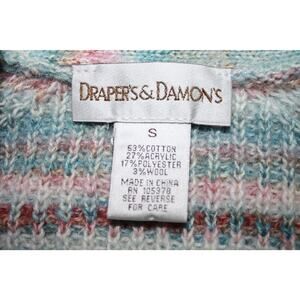 DRAPER'S & DAMON'S
S
53% COTTON
27% ACRYLIC
17% POLYESTER
3% WOOL
MADE IN CHINA
RN 105378
SEE REVERSE
FOR CARE